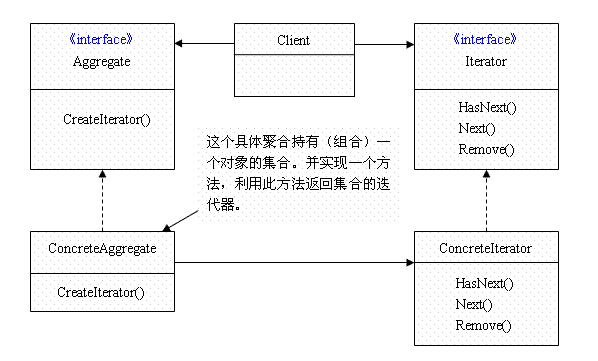 《interface》
Aggregate
CreateIterator()
Client
《interface》
Iterator
HasNext()
Next()
Remove()
这个具体聚合持有（组合）一
个对象的集合。并实现一个方
法，利用此方法返回集合的迭
代器。
ConcreteAggregate
CreateIterator()
ConcreteIterator
HasNext()
Next()
Remove()